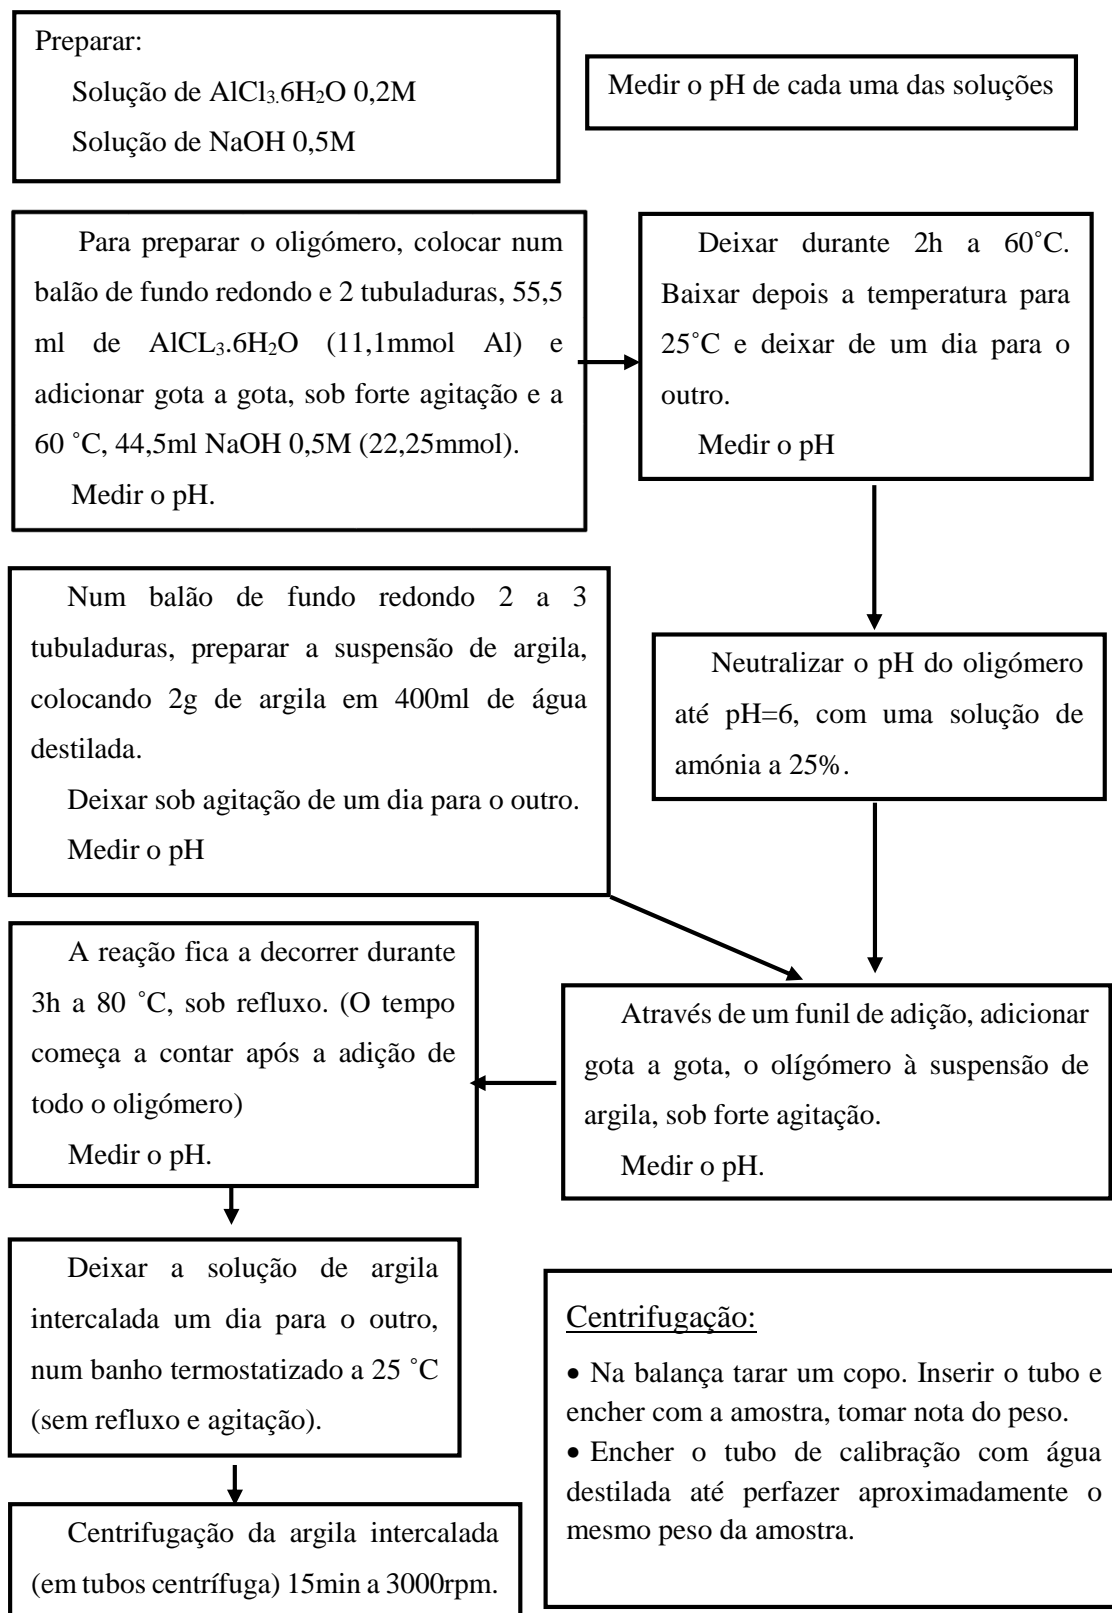 Preparar:
Solução de AlCl₃.6H₂O 0,2M
Solução de NaOH 0,5M
Medir o pH de cada uma das soluções
Para preparar o oligómero, colocar num
balão de fundo redondo e 2 tubuladuras, 55,5
ml de AlCL₃.6H₂O (11,1mmol Al) e
adicionar gota a gota, sob forte agitação e a
60 ˚C, 44,5ml NaOH 0,5M (22,25mmol).
Medir o pH.
Deixar durante 2h a 60˚C.
Baixar depois a temperatura para
25˚C e deixar de um dia para o
outro.
Medir o pH
Num balão de fundo redondo 2 a 3
tubuladuras, preparar a suspensão de argila,
colocando 2g de argila em 400ml de água
destilada.
Deixar sob agitação de um dia para o outro.
Medir o pH
Neutralizar o pH do oligómero
até pH=6, com uma solução de
amónia a 25%.
Através de um funil de adição, adicionar
gota a gota, o olígómero à suspensão de
argila, sob forte agitação.
Medir o pH.
A reação fica a decorrer durante
3h a 80 ˚C, sob refluxo. (O tempo
começa a contar após a adição de
todo o oligómero)
Medir o pH.
Deixar a solução de argila
intercalada um dia para o outro,
num banho termostatizado a 25 ˚C
(sem refluxo e agitação).
Centrifugação da argila intercalada
(em tubos centrífuga) 15min a 3000rpm.
Centrifugação:
• Na balança tarar um copo. Inserir o tubo e
encher com a amostra, tomar nota do peso.
• Encher o tubo de calibração com água
destilada até perfazer aproximadamente o
mesmo peso da amostra.